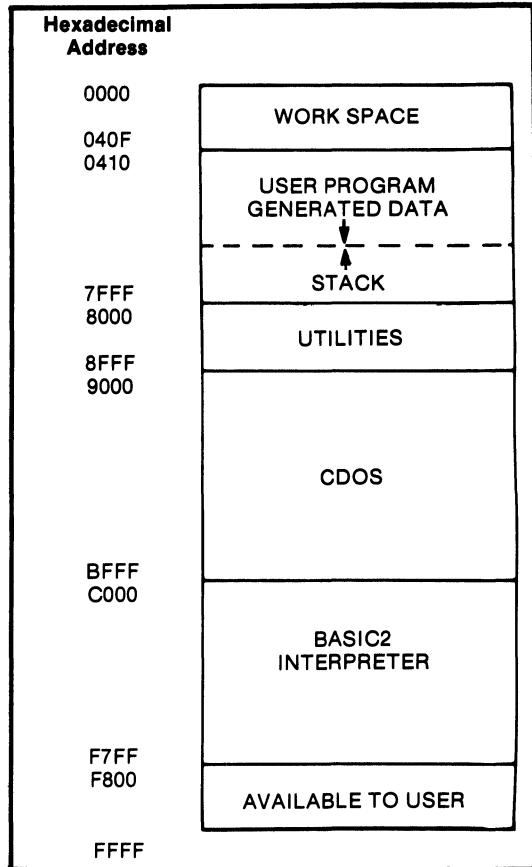 Hexadecimal
Address
0000
WORK SPACE
040F
0410
USER PROGRAM
GENERATED DATA
STACK
7FFF
8000
UTILITIES
8FFF
9000
CDOS
BFFF
C000
BASIC2
INTERPRETER
F7FF
F800
AVAILABLE TO USER
FFFF